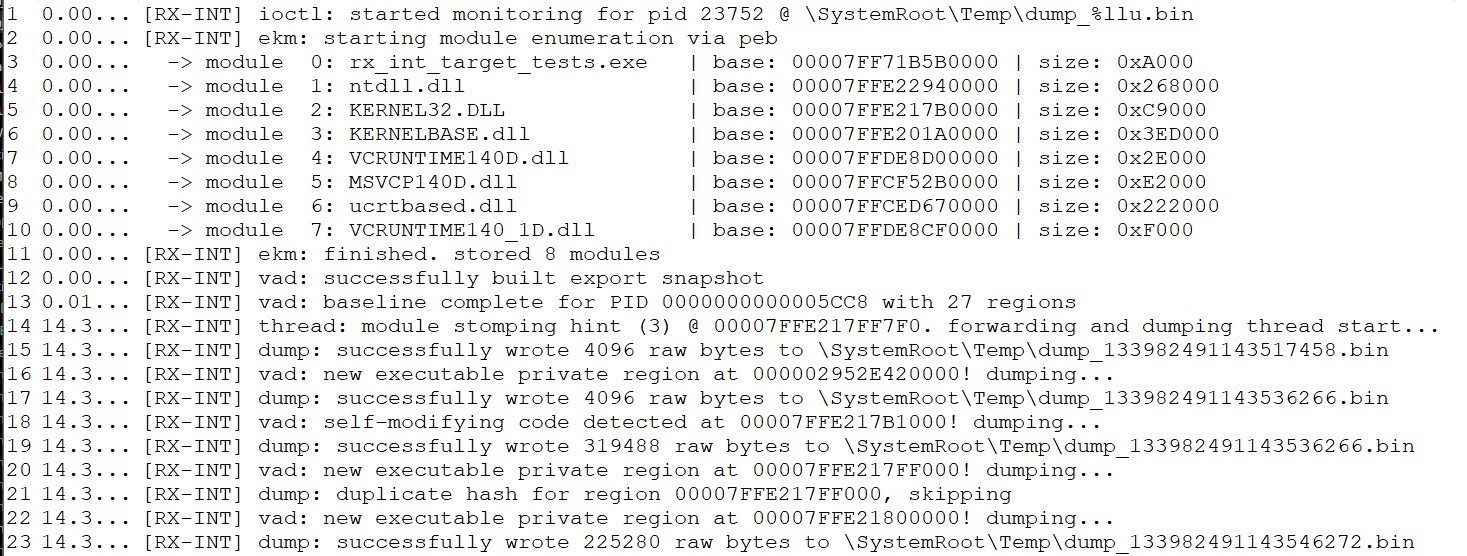 1 0.00... [RX-INT] ioctl: started monitoring for pid 23752 @ \SystemRoot\Temp\dump_%llu.bin
2 0.00... [RX-INT] ekm: starting module enumeration via peb
3 0.00... -> module 0: rx_int_target_tests.exe | base: 00007FF71B5B0000 | size: 0xA000
4 0.00... -> module 1: ntdll.dll | base: 00007FFE22940000 | size: 0x268000
5 0.00... -> module 2: KERNEL32.DLL | base: 00007FFE217B0000 | size: 0xC9000
6 0.00... -> module 3: KERNELBASE.dll | base: 00007FFE201A0000 | size: 0x3ED000
7 0.00... -> module 4: VCRUNTIME140D.dll | base: 00007FFDE8D00000 | size: 0x2E000
8 0.00... -> module 5: MSVCP140D.dll | base: 00007FFCF52B0000 | size: 0xE2000
9 0.00... -> module 6: ucrtbased.dll | base: 00007FFCED670000 | size: 0x222000
10 0.00... -> module 7: VCRUNTIME140_1D.dll | base: 00007FFDE8CF0000 | size: 0xF000
11 0.00... [RX-INT] ekm: finished. stored 8 modules
12 0.00... [RX-INT] vad: successfully built export snapshot
13 0.01... [RX-INT] vad: baseline complete for PID 0000000000005CC8 with 27 regions
14 14.3... [RX-INT] thread: module stomping hint (3) @ 00007FFE217FF7F0. forwarding and dumping thread start...
15 14.3... [RX-INT] dump: successfully wrote 4096 raw bytes to \SystemRoot\Temp\dump_133982491143517458.bin
16 14.3... [RX-INT] vad: new executable private region at 000002952E420000! dumping...
17 14.3... [RX-INT] dump: successfully wrote 4096 raw bytes to \SystemRoot\Temp\dump_133982491143536266.bin
18 14.3... [RX-INT] vad: self-modifying code detected at 00007FFE217B1000! dumping...
19 14.3... [RX-INT] dump: successfully wrote 319488 raw bytes to \SystemRoot\Temp\dump_133982491143536266.bin
20 14.3... [RX-INT] vad: new executable private region at 00007FFE217FF000! dumping...
21 14.3... [RX-INT] dump: duplicate hash for region 00007FFE217FF000, skipping
22 14.3... [RX-INT] vad: new executable private region at 00007FFE21800000! dumping...
23 14.3... [RX-INT] dump: successfully wrote 225280 raw bytes to \SystemRoot\Temp\dump_133982491143546272.bin